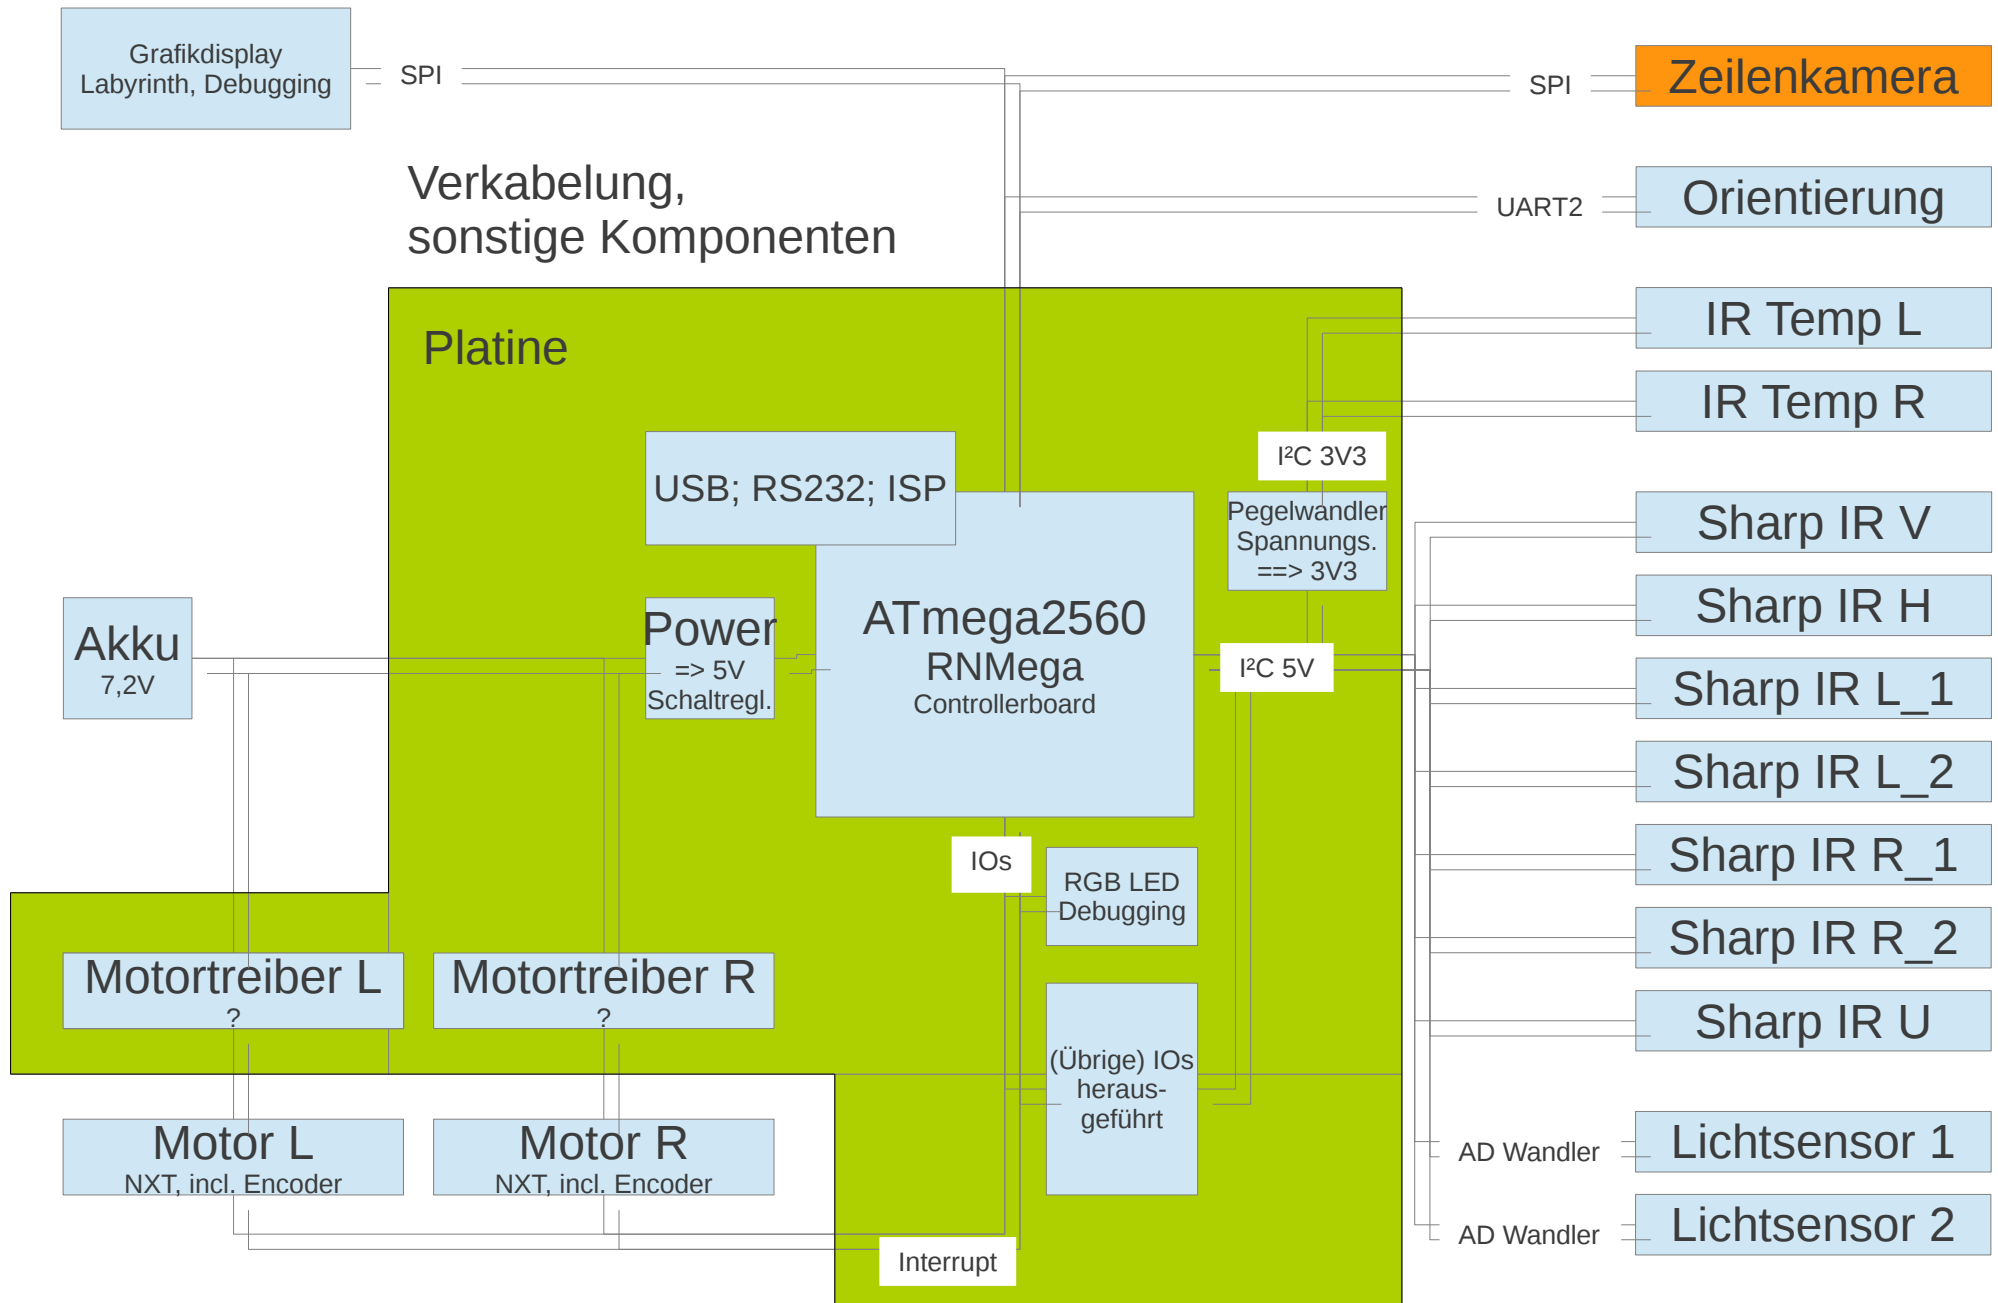 Grafikdisplay
Labyrinth, Debugging
SPI
SPI
Zeilenkamera
Verkabelung,
sonstige Komponenten
UART2
Orientierung
Platine
IR Temp L
IR Temp R
I²C 3V3
USB; RS232; ISP
Pegelwandler
Spannungs.
==> 3V3
Sharp IR V
Sharp IR H
Akku
7,2V
Power
=> 5V
Schaltregl.
ATmega2560
RNMega
Controllerboard
I²C 5V
Sharp IR L_1
Sharp IR L_2
IOs
RGB LED
Debugging
Sharp IR R_1
Sharp IR R_2
Motortreiber L
?
Motortreiber R
?
Sharp IR U
(Übrige) IOs
heraus-
geführt
Motor L
NXT, incl. Encoder
Motor R
NXT, incl. Encoder
AD Wandler
Lichtsensor 1
AD Wandler
Lichtsensor 2
Interrupt